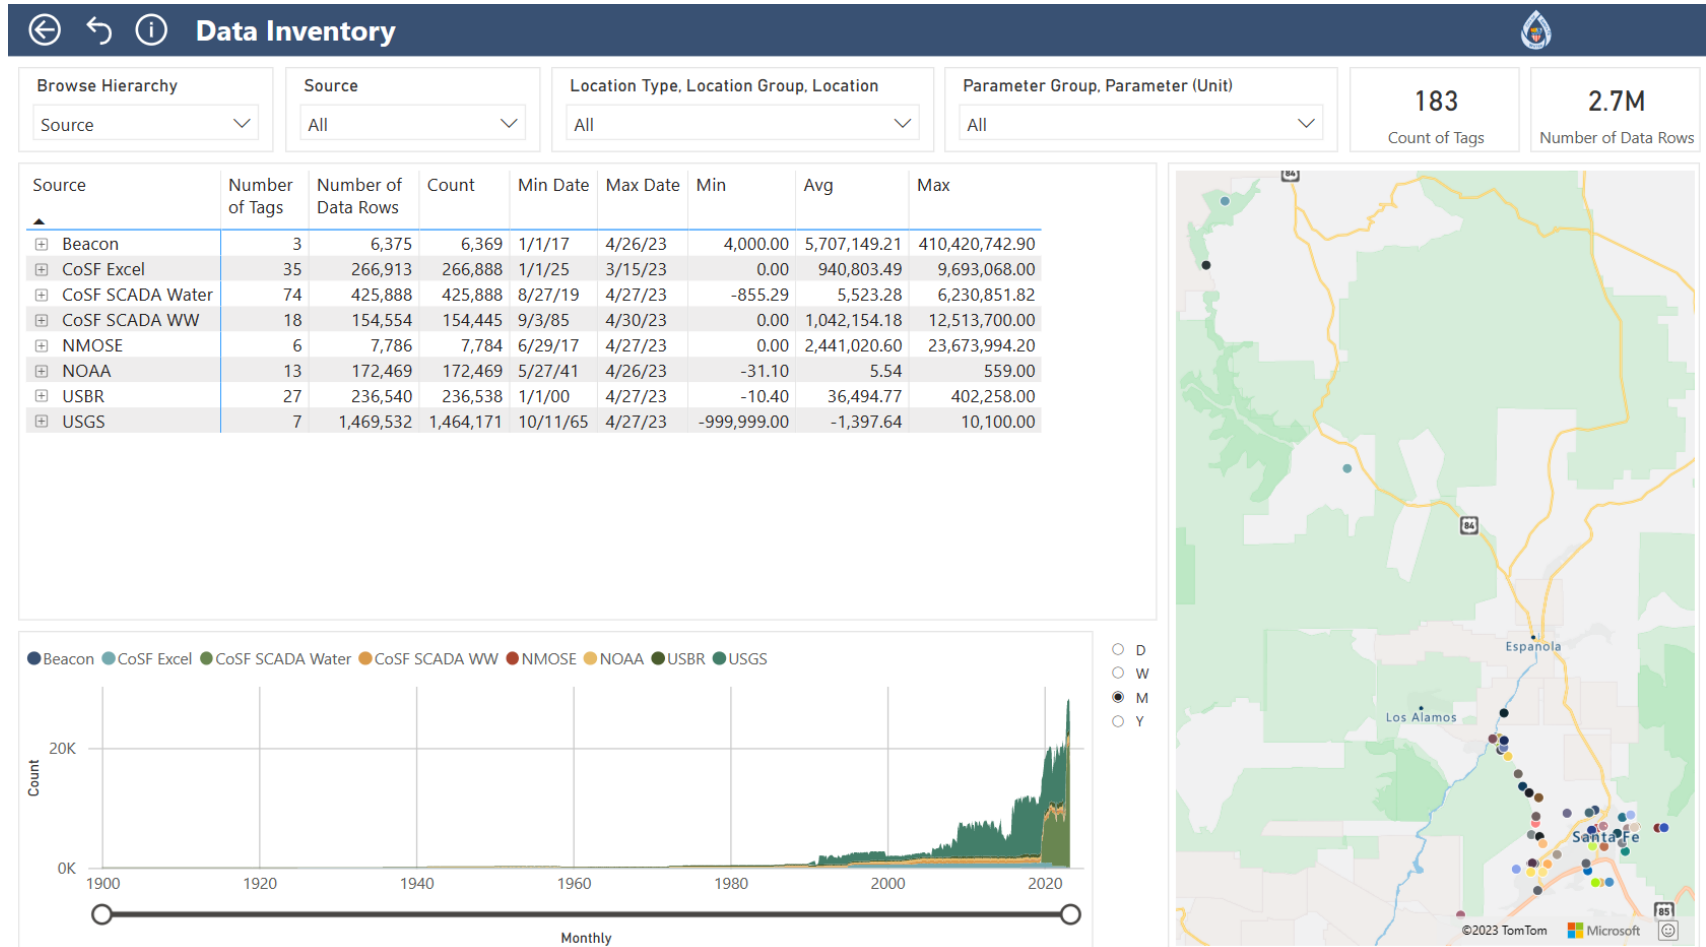 Data Inventory
Browse Hierarchy
Source
Source
All
Location Type, Location Group, Location
All
Parameter Group, Parameter (Unit)
All
183
Count of Tags
2.7M
Number of Data Rows
Source Number of Tags Number of Data Rows Count Min Date Max Date Min Avg Max
Beacon 3 6,375 6,369 1/1/17 4/26/23 4,000.00 5,707,149.21 410,420,742.90
CoSF Excel 35 266,913 266,888 1/1/25 3/15/23 0.00 940,803.49 9,693,068.00
CoSF SCADA Water 74 425,888 425,888 8/27/19 4/27/23 -855.29 5,523.28 6,230,851.82
CoSF SCADA WW 18 154,554 154,445 9/3/85 4/30/23 0.00 1,042,154.18 12,513,700.00
NMOSE 6 7,786 7,784 6/29/17 4/27/23 0.00 2,441,020.60 23,673,994.20
NOAA 13 172,469 172,469 5/27/41 4/26/23 -31.10 5.54 559.00
USBR 27 236,540 236,538 1/1/00 4/27/23 -10.40 36,494.77 402,258.00
USGS 7 1,469,532 1,464,171 10/11/65 4/27/23 -999,999.00 -1,397.64 10,100.00
Beacon CoSF Excel CoSF SCADA Water CoSF SCADA WW NMOSE NOAA USBR USGS
D
W
M
Y
Count
20K
0K
1900 1920 1940 1960 1980 2000 2020
Monthly
84
84
Espanola
Los Alamos
Santa Fe
85
©2023 TomTom Microsoft